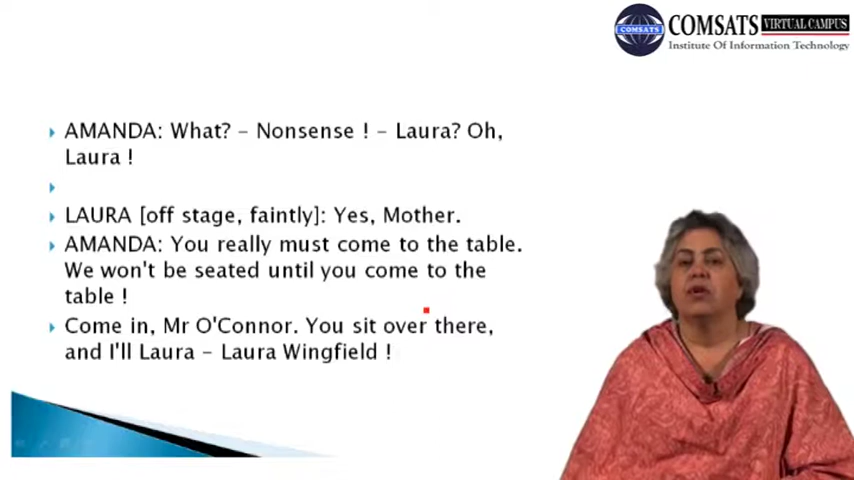 COMSATS
COMSATS VIRTUAL CAMPUS
Institute Of Information Technology
AMANDA: What? - Nonsense ! - Laura? Oh,
Laura !
LAURA [off stage, faintly]: Yes, Mother.
AMANDA: You really must come to the table.
We won't be seated until you come to the
table !
Come in, Mr O'Connor. You sit over there,
and I'll Laura - Laura Wingfield !